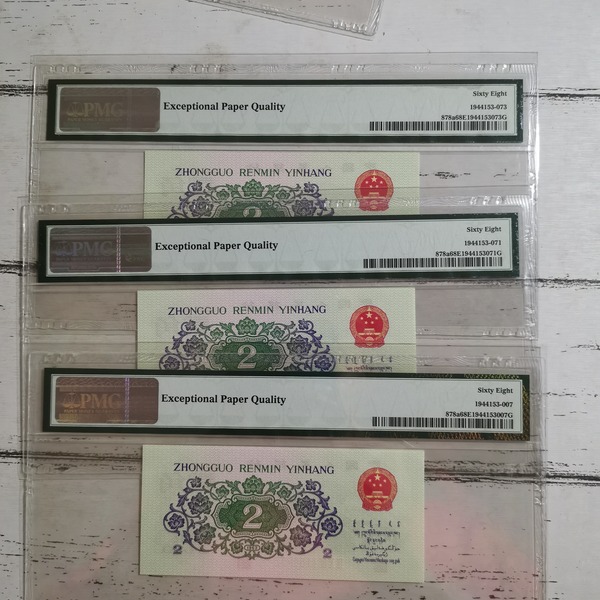 PMG
Exceptional Paper Quality
Sixty Eight
1944153-073
878a68E1944153073G
ZHONGGUO RENMIN YINHANG
2
PMG
Exceptional Paper Quality
Sixty Eight
1944153-071
878a68E1944153071G
ZHONGGUO RENMIN YINHANG
2
PMG
Exceptional Paper Quality
Sixty Eight
1944153-007
878a68E1944153007G
ZHONGGUO RENMIN YINHANG
2
2 2